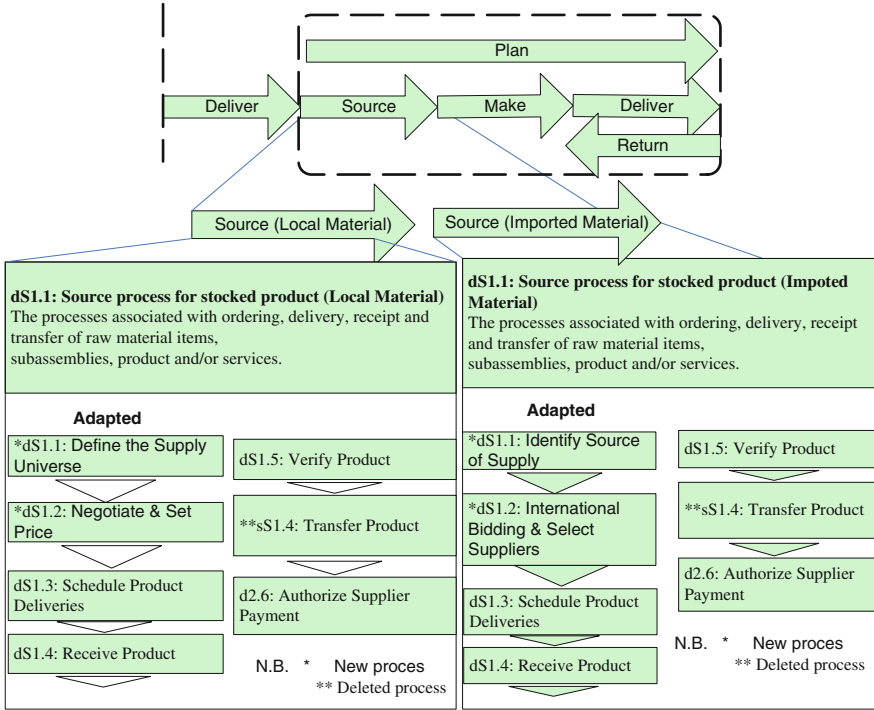 Plan
Deliver
Source
Make
Deliver
Return
Source (Local Material)
Source (Imported Material)
dS1.1: Source process for stocked product (Local Material)
The processes associated with ordering, delivery, receipt and
transfer of raw material items,
subassemblies, product and/or services.
Adapted
*dS1.1: Define the Supply
Universe
*dS1.2: Negotiate & Set
Price
dS1.3: Schedule Product
Deliveries
dS1.4: Receive Product
dS1.5: Verify Product
**sS1.4: Transfer Product
d2.6: Authorize Supplier
Payment
N.B. * New proces
** Deleted process
dS1.1: Source process for stocked product (Impoted
Material)
The processes associated with ordering, delivery, receipt
and transfer of raw material items,
subassemblies, product and/or services.
Adapted
*dS1.1: Identify Source
of Supply
*dS1.2: International
Bidding & Select
Suppliers
dS1.3: Schedule Product
Deliveries
dS1.4: Receive Product
dS1.5: Verify Product
**sS1.4: Transfer Product
d2.6: Authorize Supplier
Payment
N.B. * New proces
** Deleted process